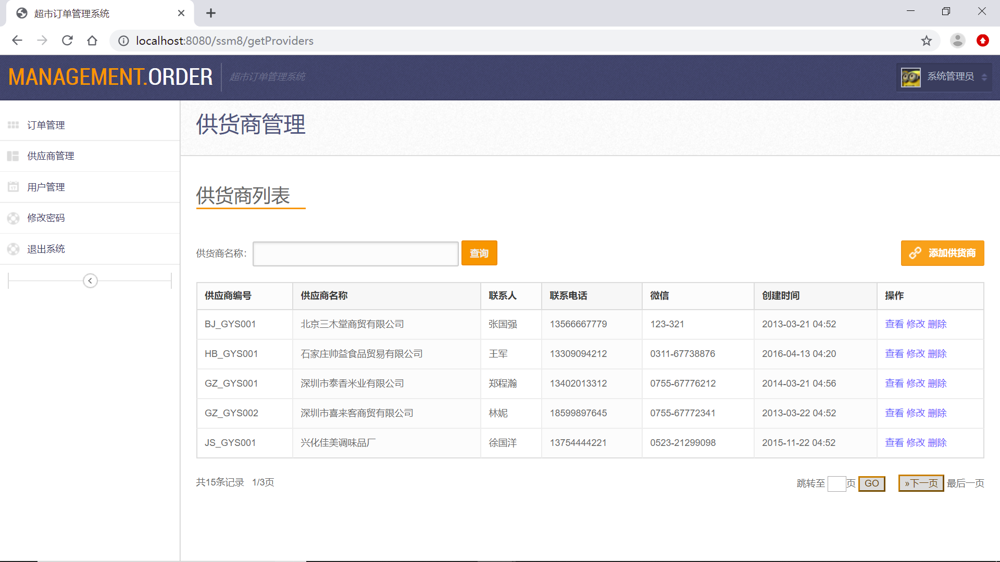 超市订单管理系统
localhost:8080/ssm8/getProviders
MANAGEMENT.ORDER 超市订单管理系统 系统管理员
订单管理
供应商管理
17
用户管理
修改密码
退出系统
供货商管理
供货商列表
供货商名称： 查询 添加供货商
供应商编号 供应商名称 联系人 联系电话 微信 创建时间 操作
BJ_GYS001 北京三木堂商贸有限公司 张国强 13566667779 123-321 2013-03-21 04:52 查看 修改 删除
HB_GYS001 石家庄帅益食品贸易有限公司 王军 13309094212 0311-67738876 2016-04-13 04:20 查看 修改 删除
GZ_GYS001 深圳市泰香米业有限公司 郑程瀚 13402013312 0755-67776212 2014-03-21 04:56 查看 修改 删除
GZ_GYS002 深圳市喜来客商贸有限公司 林妮 18599897645 0755-67772341 2013-03-22 04:52 查看 修改 删除
JS_GYS001 兴化佳美调味品厂 徐国洋 13754444221 0523-21299098 2015-11-22 04:52 查看 修改 删除
共15条记录 1/3页 跳转至 页 GO »下一页 最后一页